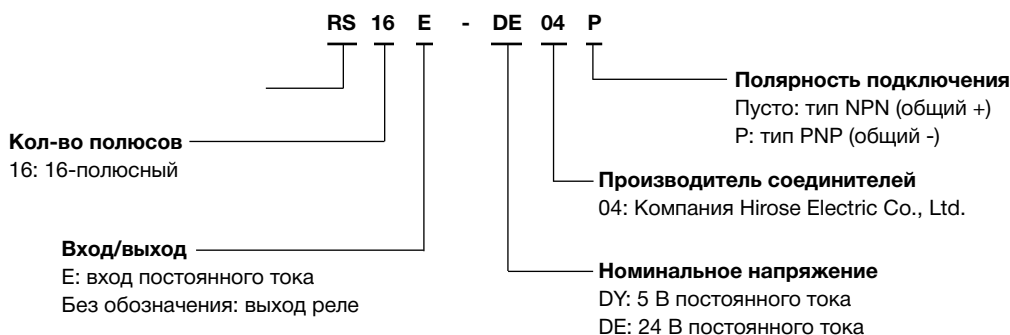 RS 16 E - DE 04 P
Полярность подключения
Пусто: тип NPN (общий +)
P: тип PNP (общий -)
Кол-во полюсов
16: 16-полюсный
Производитель соединителей
04: Компания Hirose Electric Co., Ltd.
Вход/выход
E: вход постоянного тока
Без обозначения: выход реле
Номинальное напряжение
DY: 5 В постоянного тока
DE: 24 В постоянного тока